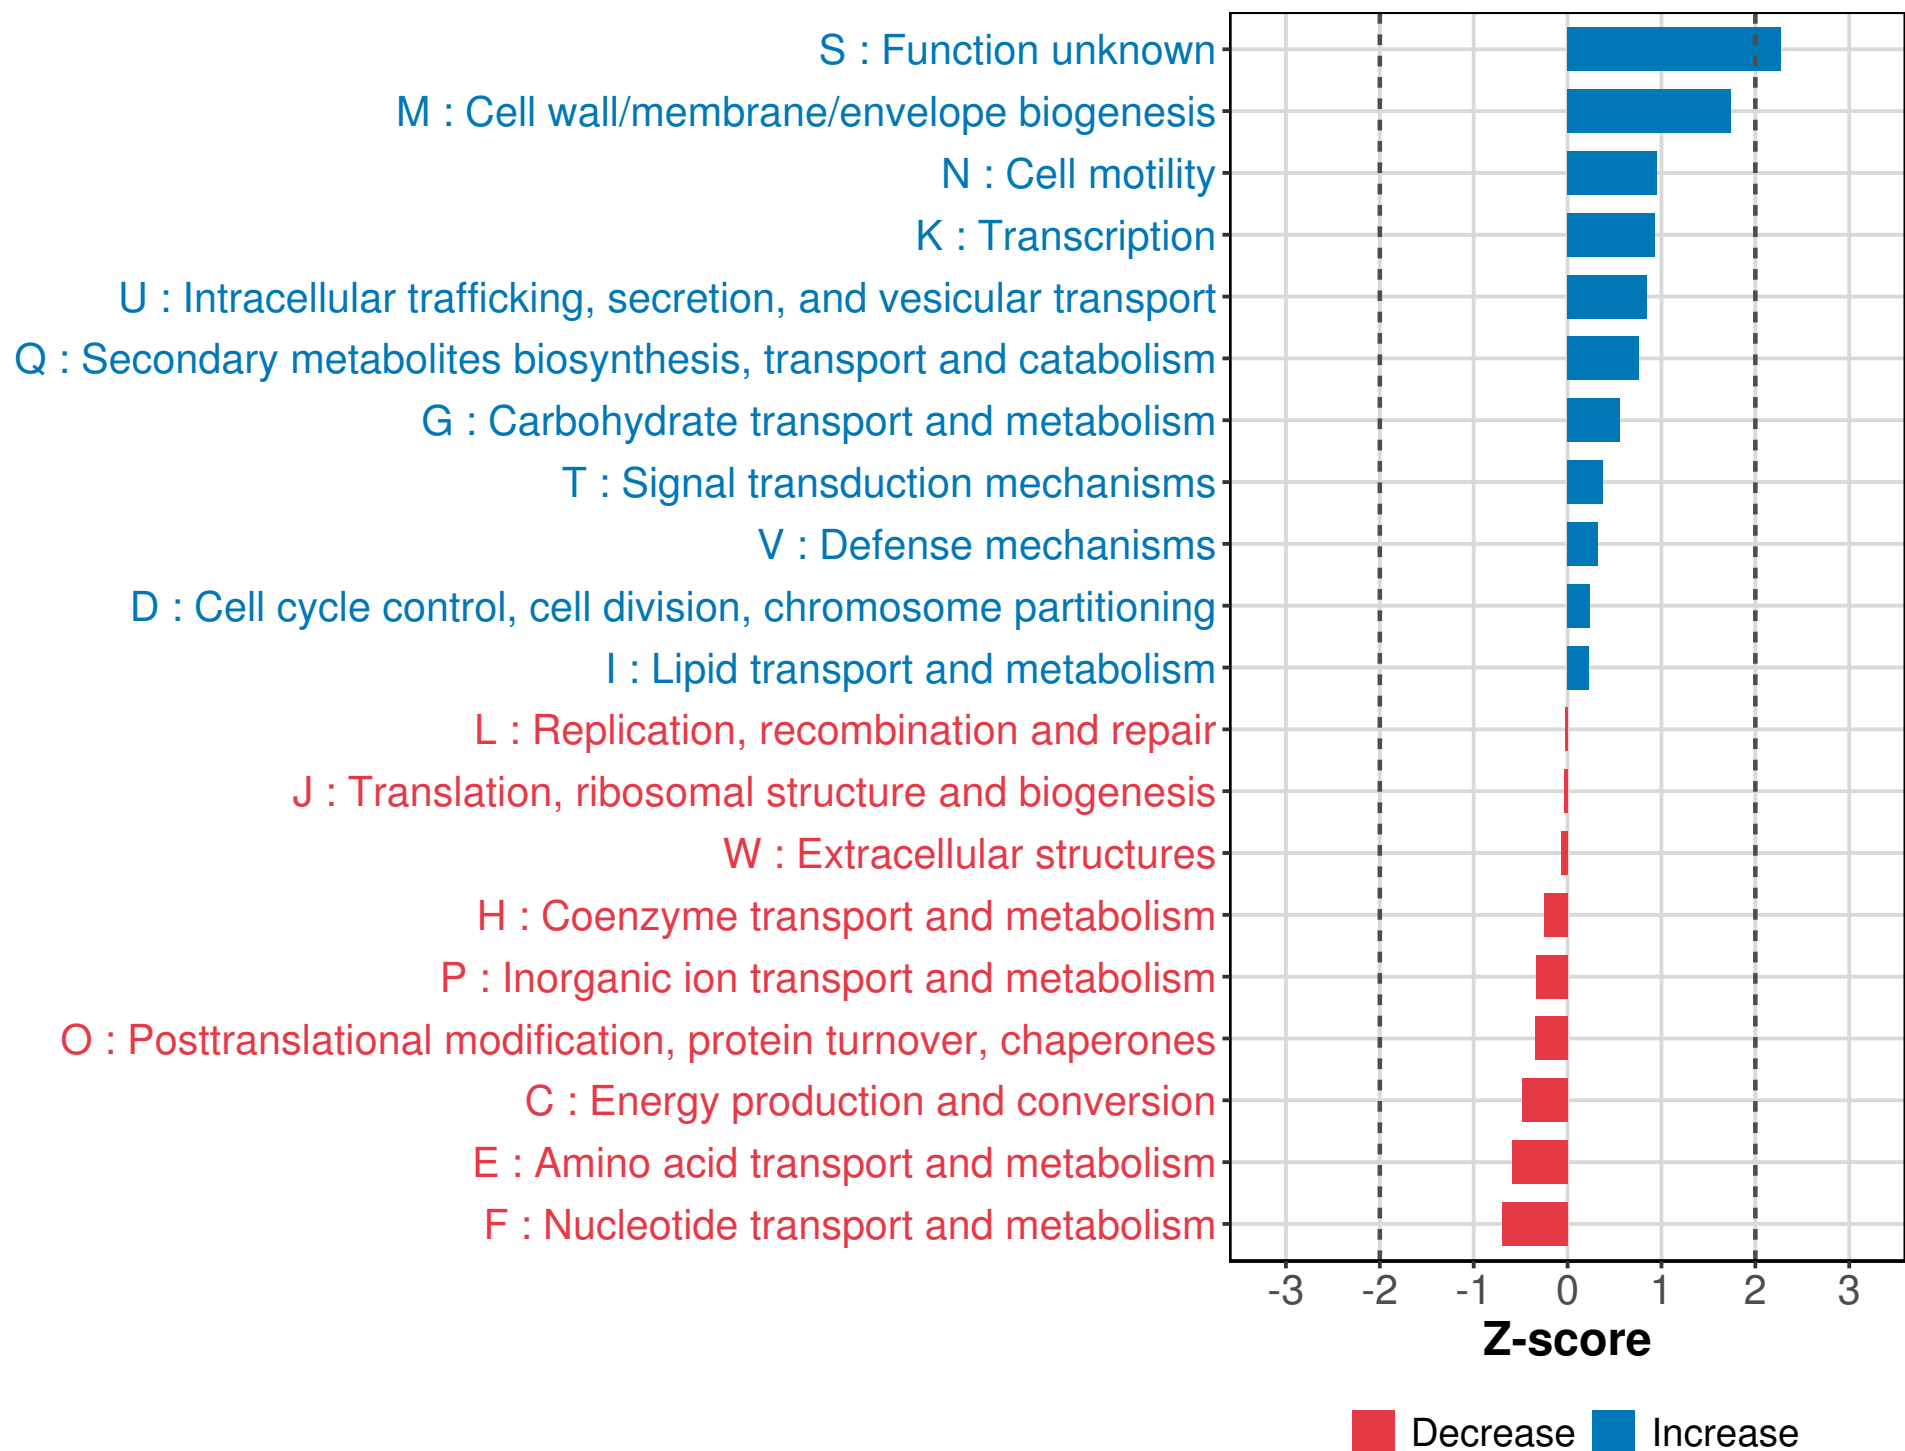 S : Function unknown
M : Cell wall/membrane/envelope biogenesis
N : Cell motility
K : Transcription
U : Intracellular trafficking, secretion, and vesicular transport
Q : Secondary metabolites biosynthesis, transport and catabolism
G : Carbohydrate transport and metabolism
T : Signal transduction mechanisms
V : Defense mechanisms
D : Cell cycle control, cell division, chromosome partitioning
I : Lipid transport and metabolism
L : Replication, recombination and repair
J : Translation, ribosomal structure and biogenesis
W : Extracellular structures
H : Coenzyme transport and metabolism
P : Inorganic ion transport and metabolism
O : Posttranslational modification, protein turnover, chaperones
C : Energy production and conversion
E : Amino acid transport and metabolism
F : Nucleotide transport and metabolism
-3 -2 -1 0 1 2 3
Z-score
Decrease Increase